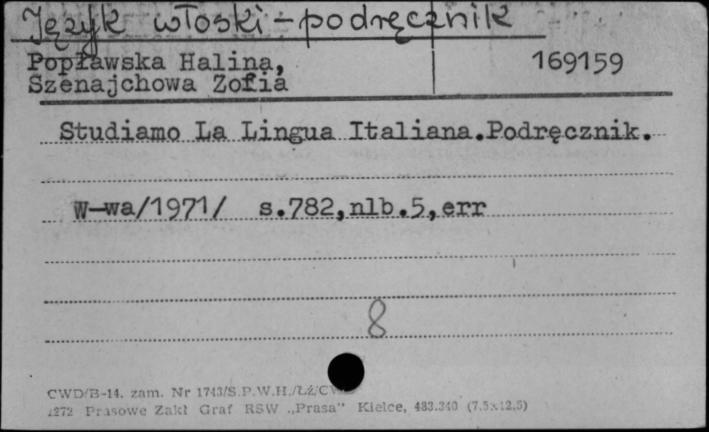 Język włoski - podręcznik
Popławska Halina, 169159
Szenajchowa Zofia
Studiamo La Lingua Italiana.Podręcznik.
W-wa/1971/ s.782,nlb.5,err
8
CWD/B-14. zam. Nr 1743/S.P.W.H./ŁŻ/CW
1272 Prasowe Zakł Graf RSW „Prasa” Kielce, 483.340 (7.5x12.5)